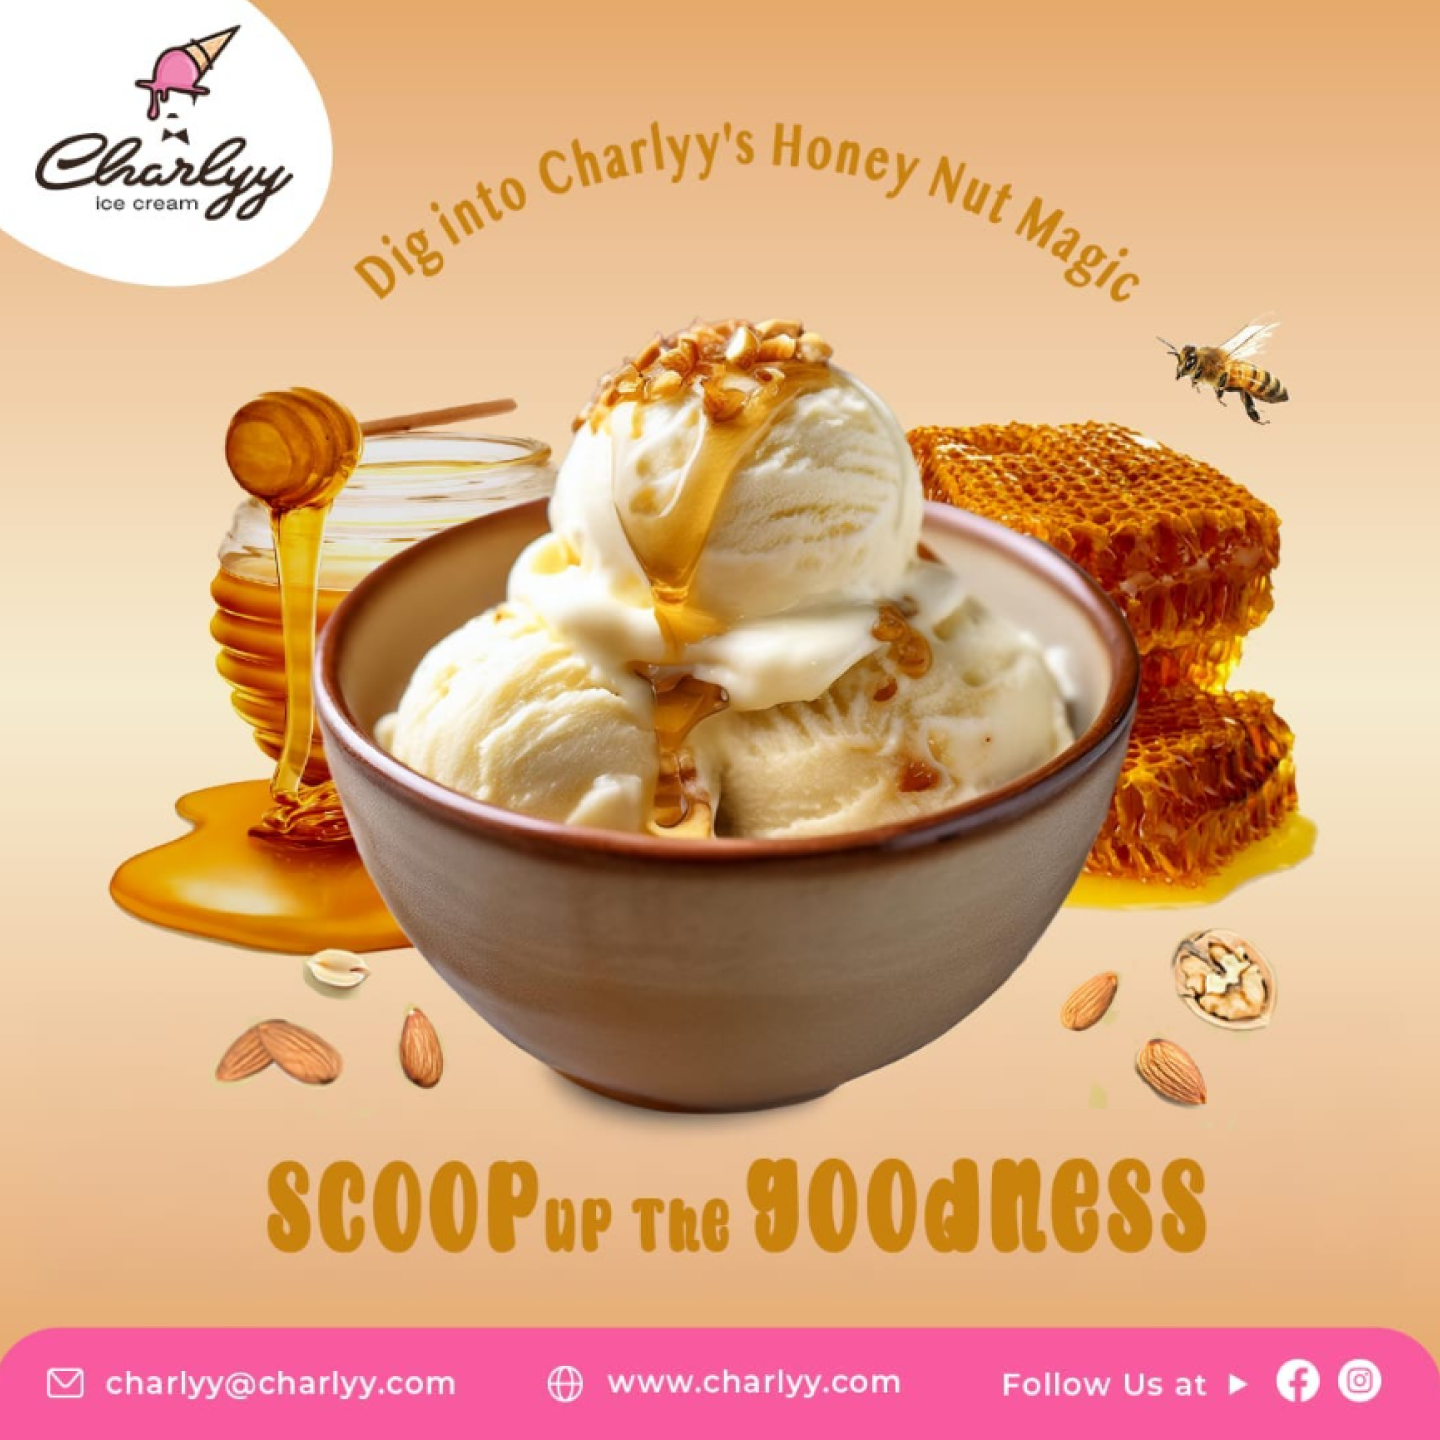 Charlyy
ice cream
Dig into Charlyy's Honey Nut Magic
SCOOP UP The goodness
charlyy@charlyy.com
www.charlyy.com
Follow Us at